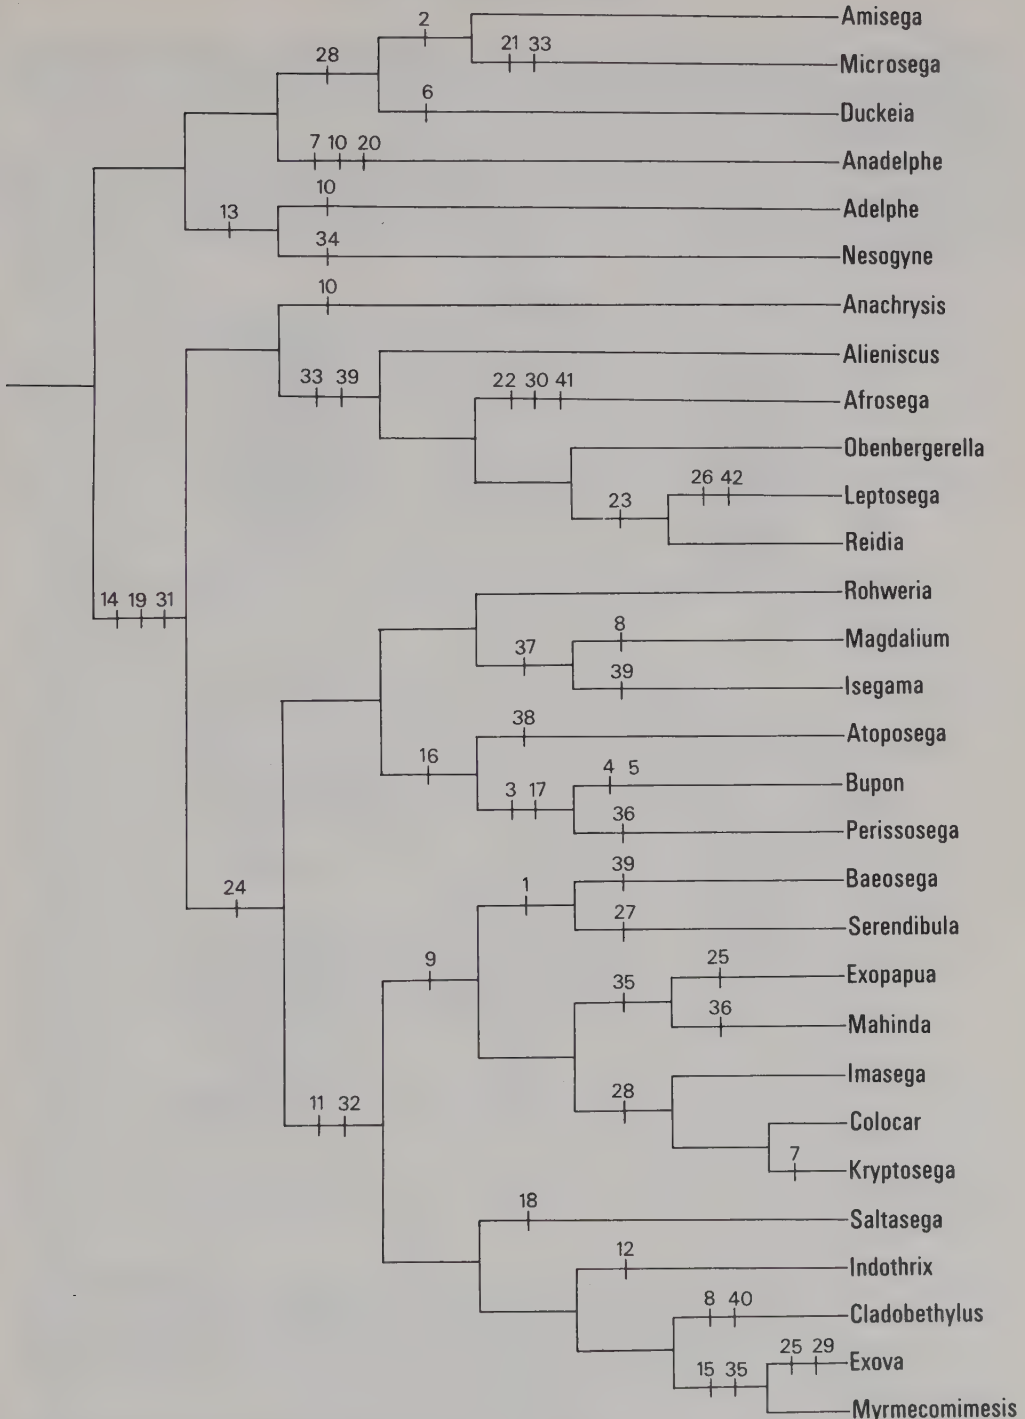 2
Amisega
21 33
Microsega
28
6
Duckeia
7 10 20
Anadelphe
10
Adelphe
13
34
Nesogyne
10
Anachrysis
Alieniscus
33 39
22 30 41
Afrosega
Obenbergerella
26 42
Leptosega
23
Reidia
14 19 31
Rohweria
8
Magdalium
37
39
Isegama
38
Atoposega
16
4 5
Bupon
3 17
36
Perissosega
39
Baeosega
1
24
27
Serendibula
9
25
Exopapua
35
36
Mahinda
Imasega
28
11 32
Colocar
7
Kryptosega
18
Saltasega
12
Indothrix
8 40
Cladobethylus
25 29
Exova
15 35
Myrmecomimesis